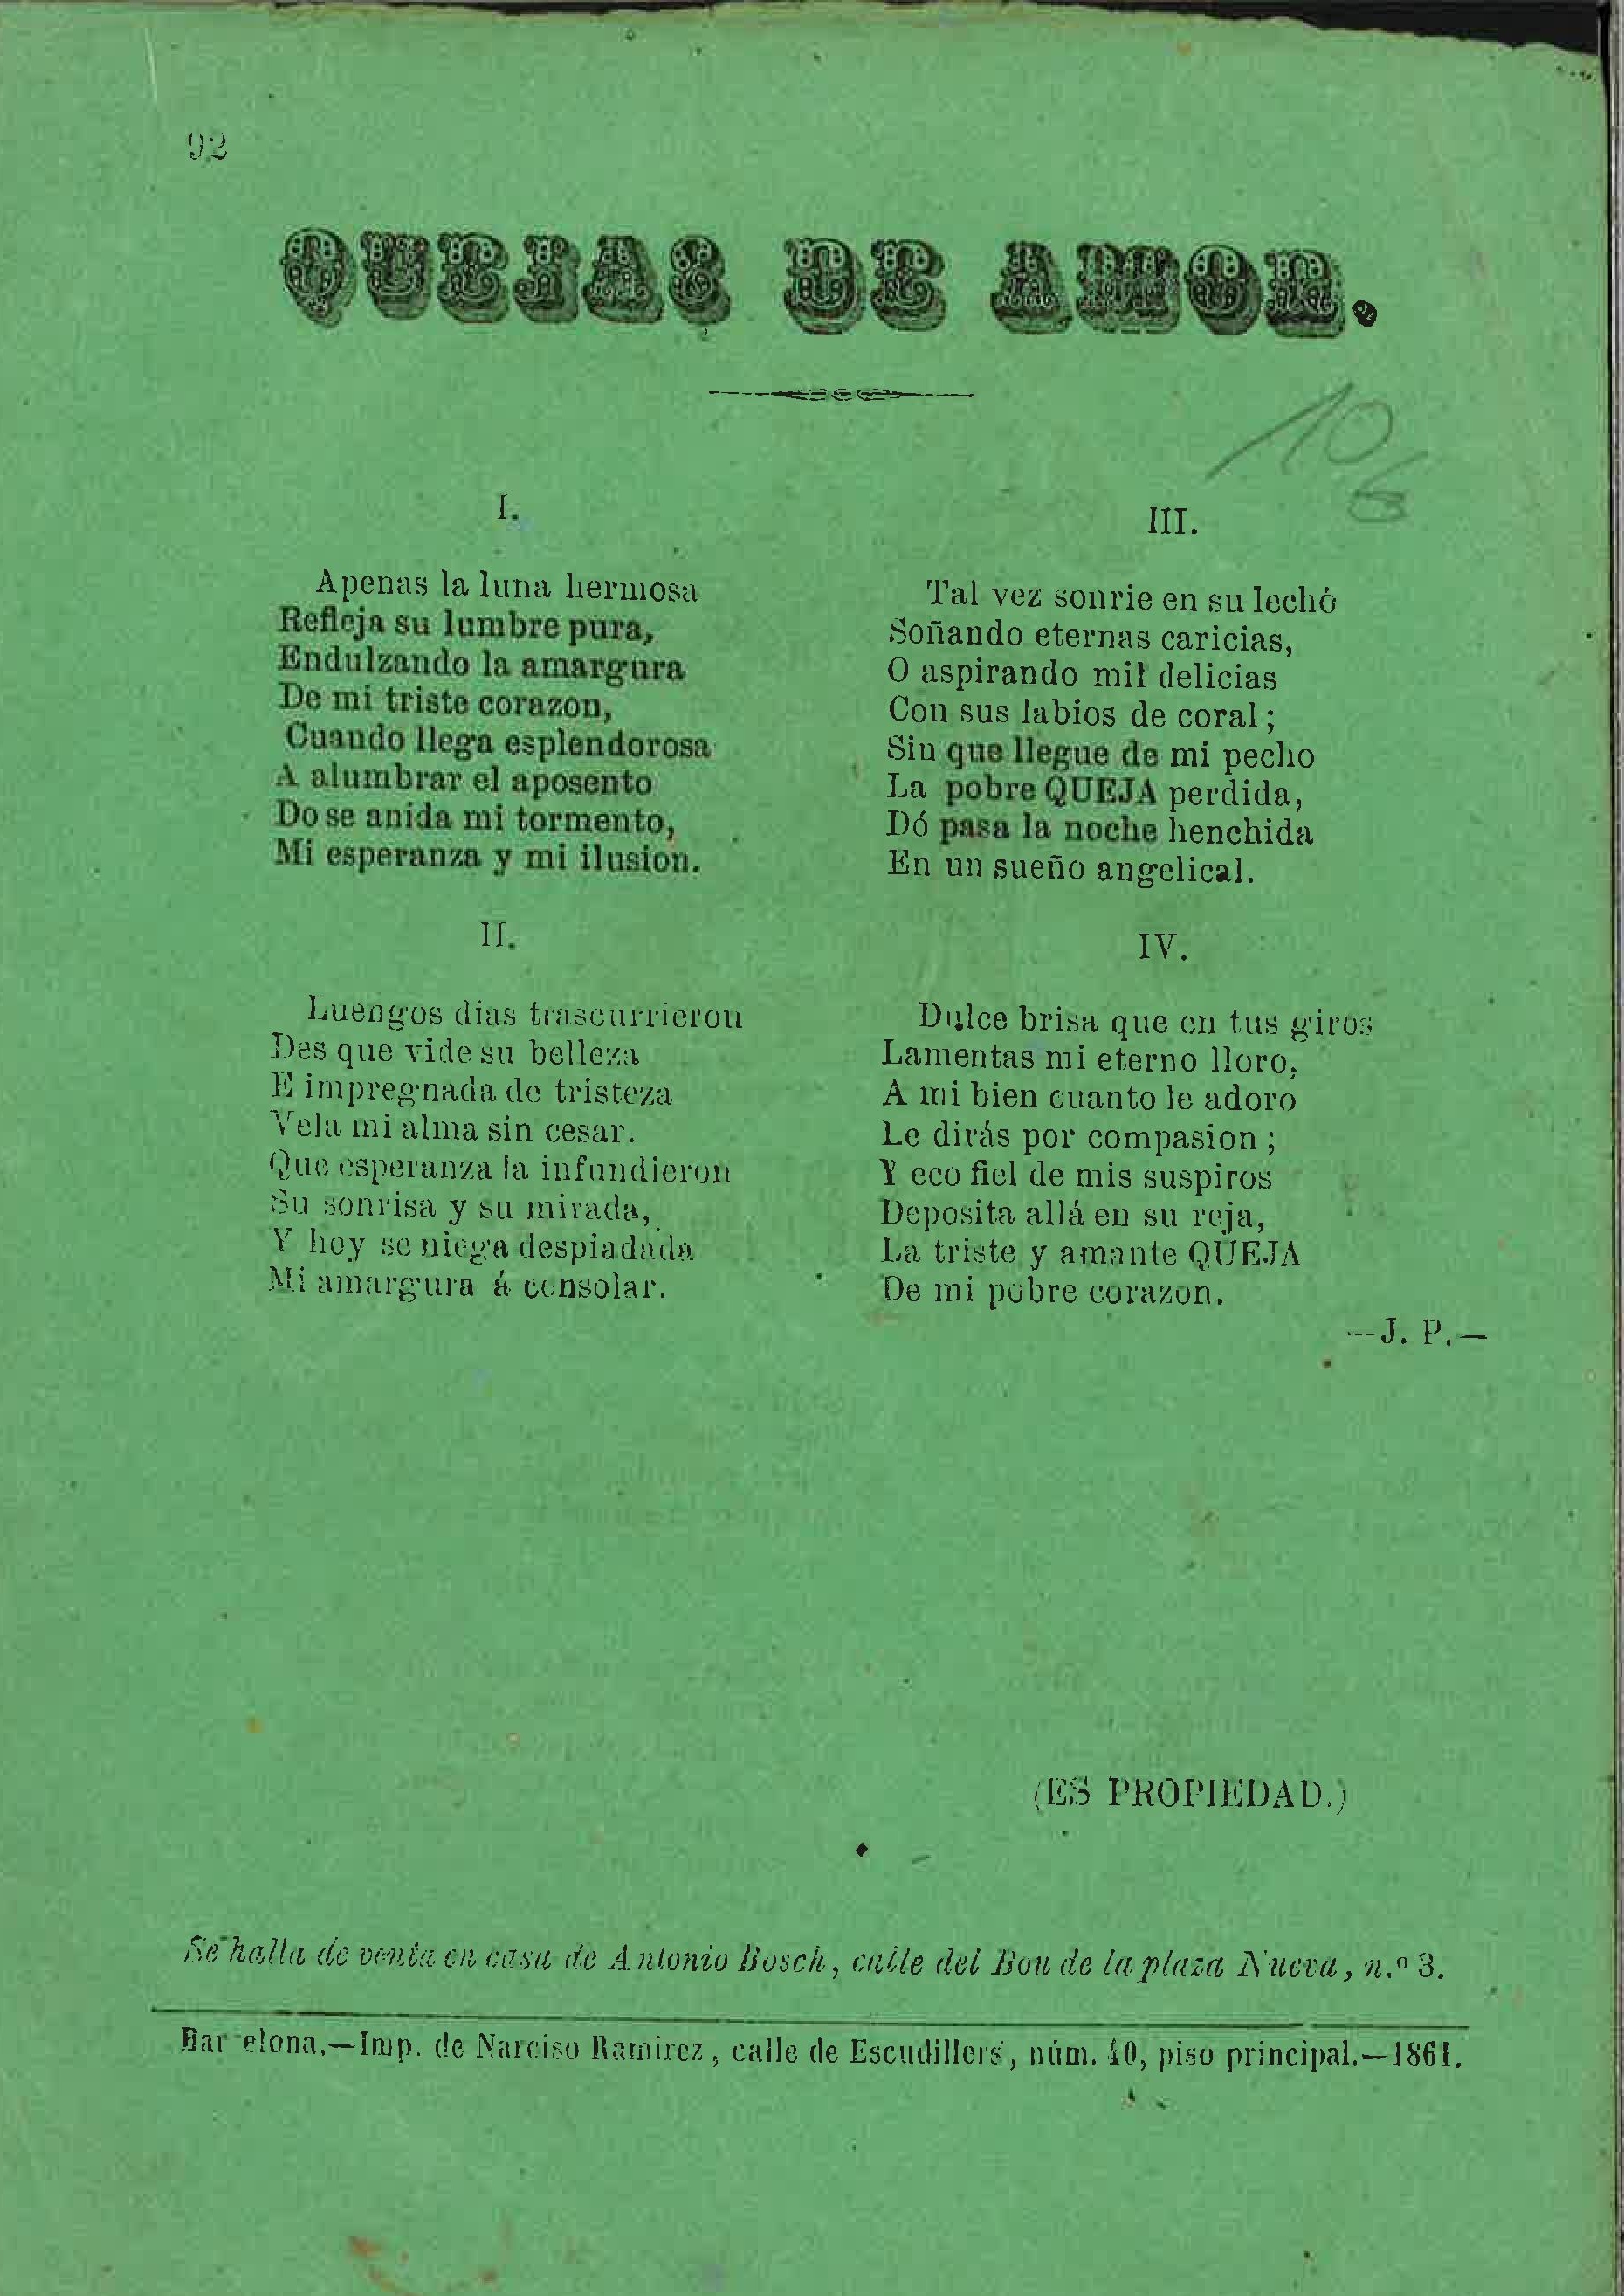 92
QUEJAS DE AMOR.
10
6
I.
Apenas la luna hermosa
Refleja su lumbre pura,
Endulzando la amargura
De mi triste corazon,
Cuando llega esplendorosa
A alumbrar el aposento
Do se anida mi tormento,
Mi esperanza y mi ilusion.
II.
Luengos dias trascurrieron
Des que vide su belleza
E impregnada de tristeza
Vela mi alma sin cesar.
Que esperanza la infundieron
Su sonrisa y su mirada,
Y hoy se niega despiadada
Mi amargura á consolar.
III.
Tal vez sonrie en su lechó
Soñando eternas caricias,
O aspirando mil delicias
Con sus labios de coral;
Sin que llegue de mi pecho
La pobre QUEJA perdida,
Dó pasa la noche henchida
En un sueño angelical.
IV.
Dulce brisa que en tus giros
Lamentas mi eterno lloro,
A mi bien cuanto le adoro
Le dirás por compasion;
Y eco fiel de mis suspiros
Deposita allá en su reja,
La triste y amante QUEJA
De mi pobre corazon.
—J. P.—
(ES PROPIEDAD.)
Se halla de venta en casa de Antonio Bosch, calle del Bou de la plaza Nueva, n.º 3.
Bar elona.—Imp. de Narciso Ramirez, calle de Escudillers, núm. 40, piso principal.—1861.